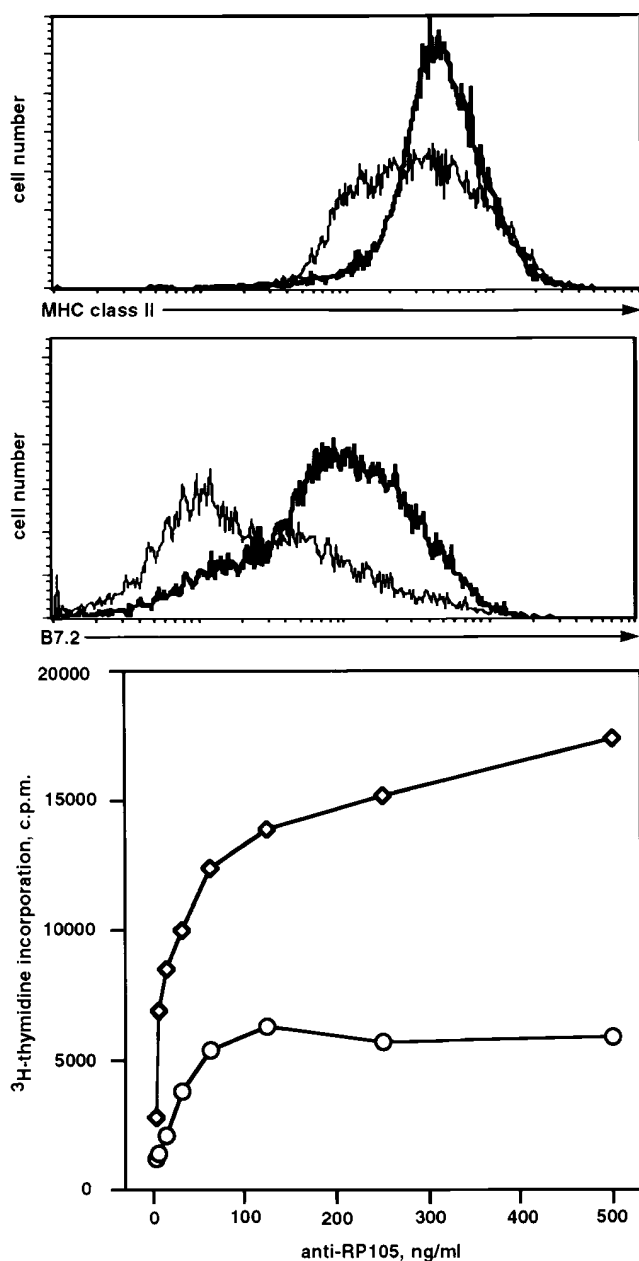 cell number
MHC class II
cell number
B7.2
20000
15000
10000
5000
0
³H-thymidine incorporation, c.p.m.
0 100 200 300 400 500
anti-RP105, ng/ml